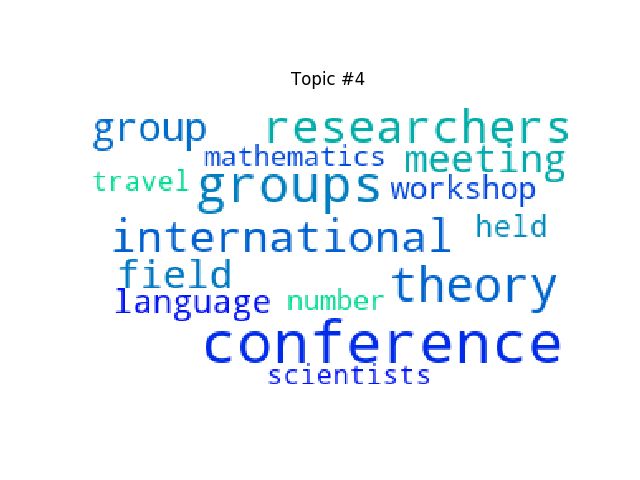 Topic #4
group researchers
mathematics meeting
travel groups workshop
international held
field theory
language number
conference
scientists